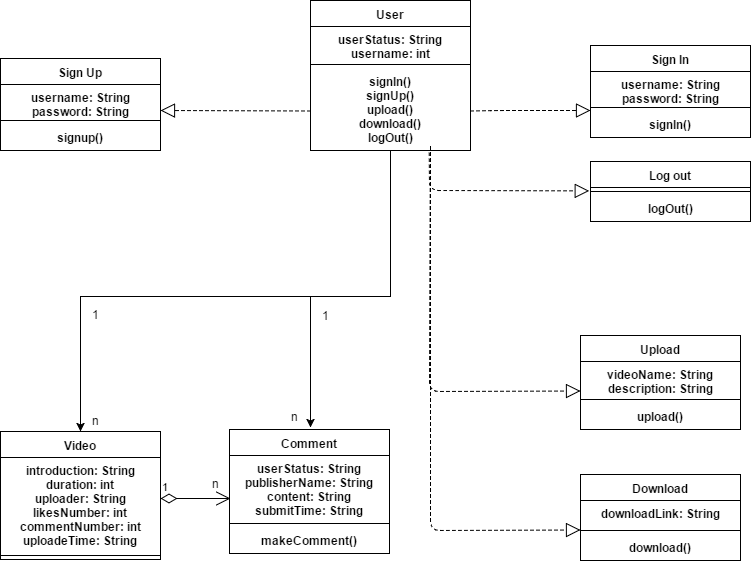 User
userStatus: String
username: int
signIn()
signUp()
upload()
download()
logOut()
Sign Up
username: String
password: String
signup()
Sign In
username: String
password: String
signIn()
Log out
logOut()
1
1
n
n
Upload
videoName: String
description: String
upload()
Video
introduction: String
duration: int
uploader: String
likesNumber: int
commentNumber: int
uploadeTime: String
1
n
Comment
userStatus: String
publisherName: String
content: String
submitTime: String
makeComment()
Download
downloadLink: String
download()